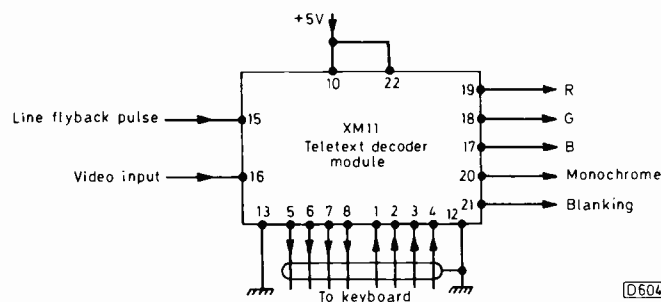 +5V
10 22
19 R
Line flyback pulse 15
XM11
Teletext decoder
module
18 G
17 B
Video input 16
20 Monochrome
21 Blanking
13 5 6 7 8 1 2 3 4 12
To keyboard
D604